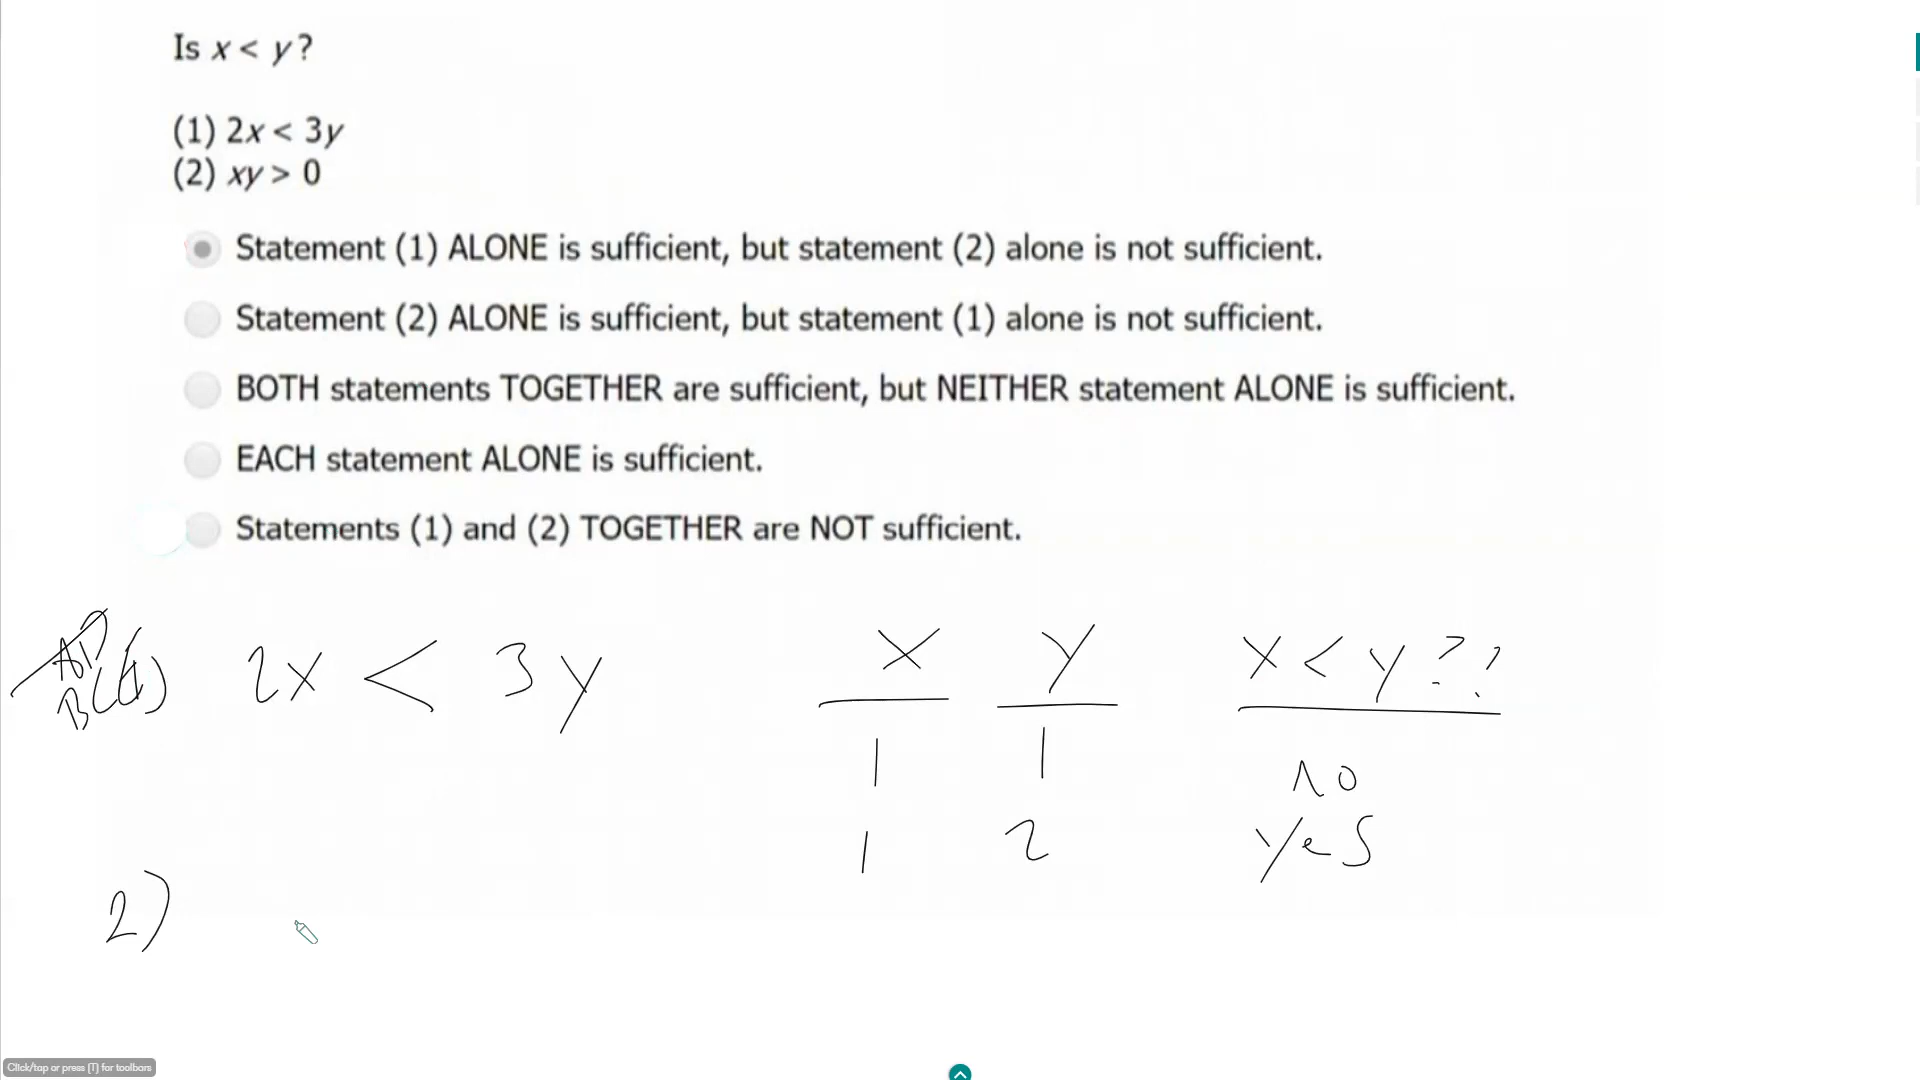 Is x < y?
(1) 2x < 3y
(2) xy > 0
Statement (1) ALONE is sufficient, but statement (2) alone is not sufficient.
Statement (2) ALONE is sufficient, but statement (1) alone is not sufficient.
BOTH statements TOGETHER are sufficient, but NEITHER statement ALONE is sufficient.
EACH statement ALONE is sufficient.
Statements (1) and (2) TOGETHER are NOT sufficient.
AD
B (1) 2x < 3y x y x < y??
1 1 no
1 2 yes
2)
Click/tap or press [T] for toolbars